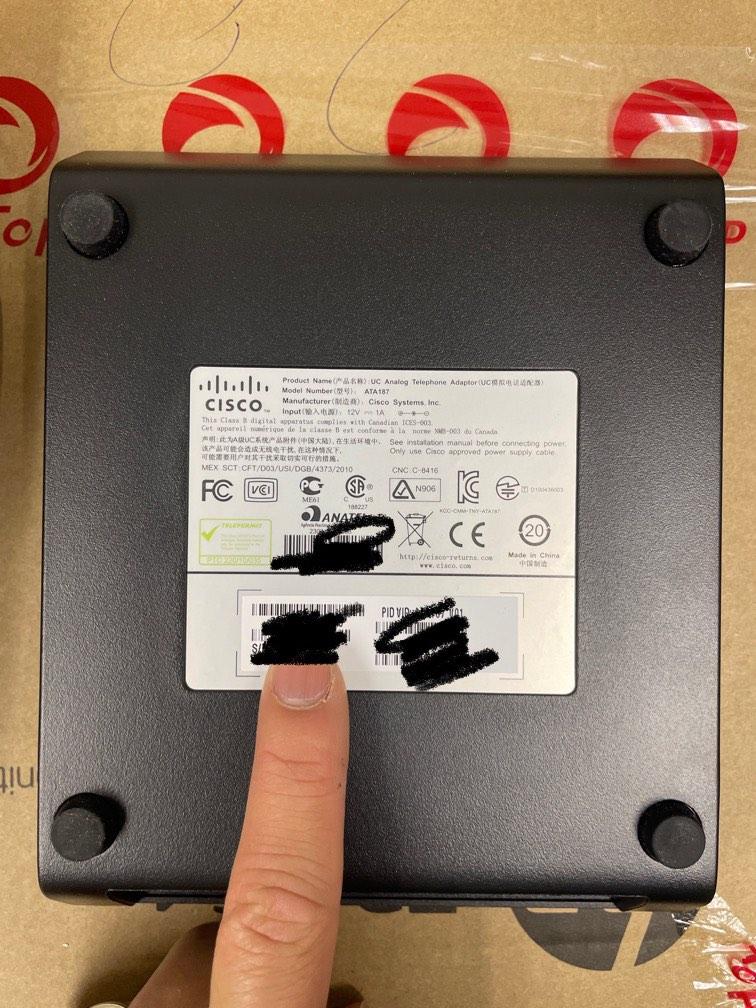 CISCO™
Product Name(产品名称):UC Analog Telephone Adaptor(UC模拟电话适配器)
Model Number(型号): ATA187
Manufacturer(制造商): Cisco Systems, Inc.
Input(输入电源): 12V ⎓ 1A
This Class B digital apparatus complies with Canadian ICES-003.
Cet appareil numérique de la classe B est conforme à la norme NMB-003 du Canada
声明:此为A级UC系统产品附件(中国大陆),在生活环境中,
该产品可能会造成无线电干扰,在这种情况下,
可能需要用户对其干扰采取切实可行的措施。
See installation manual before connecting power.
Only use Cisco approved power supply cable.
MEX SCT:CFT/D03/USI/DGB/4373/2010
CNC:C-8416
FC
VCI
ME61
C US
188227
N906
KCC-CMM-TNY-ATA187
TELEPERMIT
CE
20
http://cisco-returns.com
www.cisco.com
Made in China
中国制造
PID VID